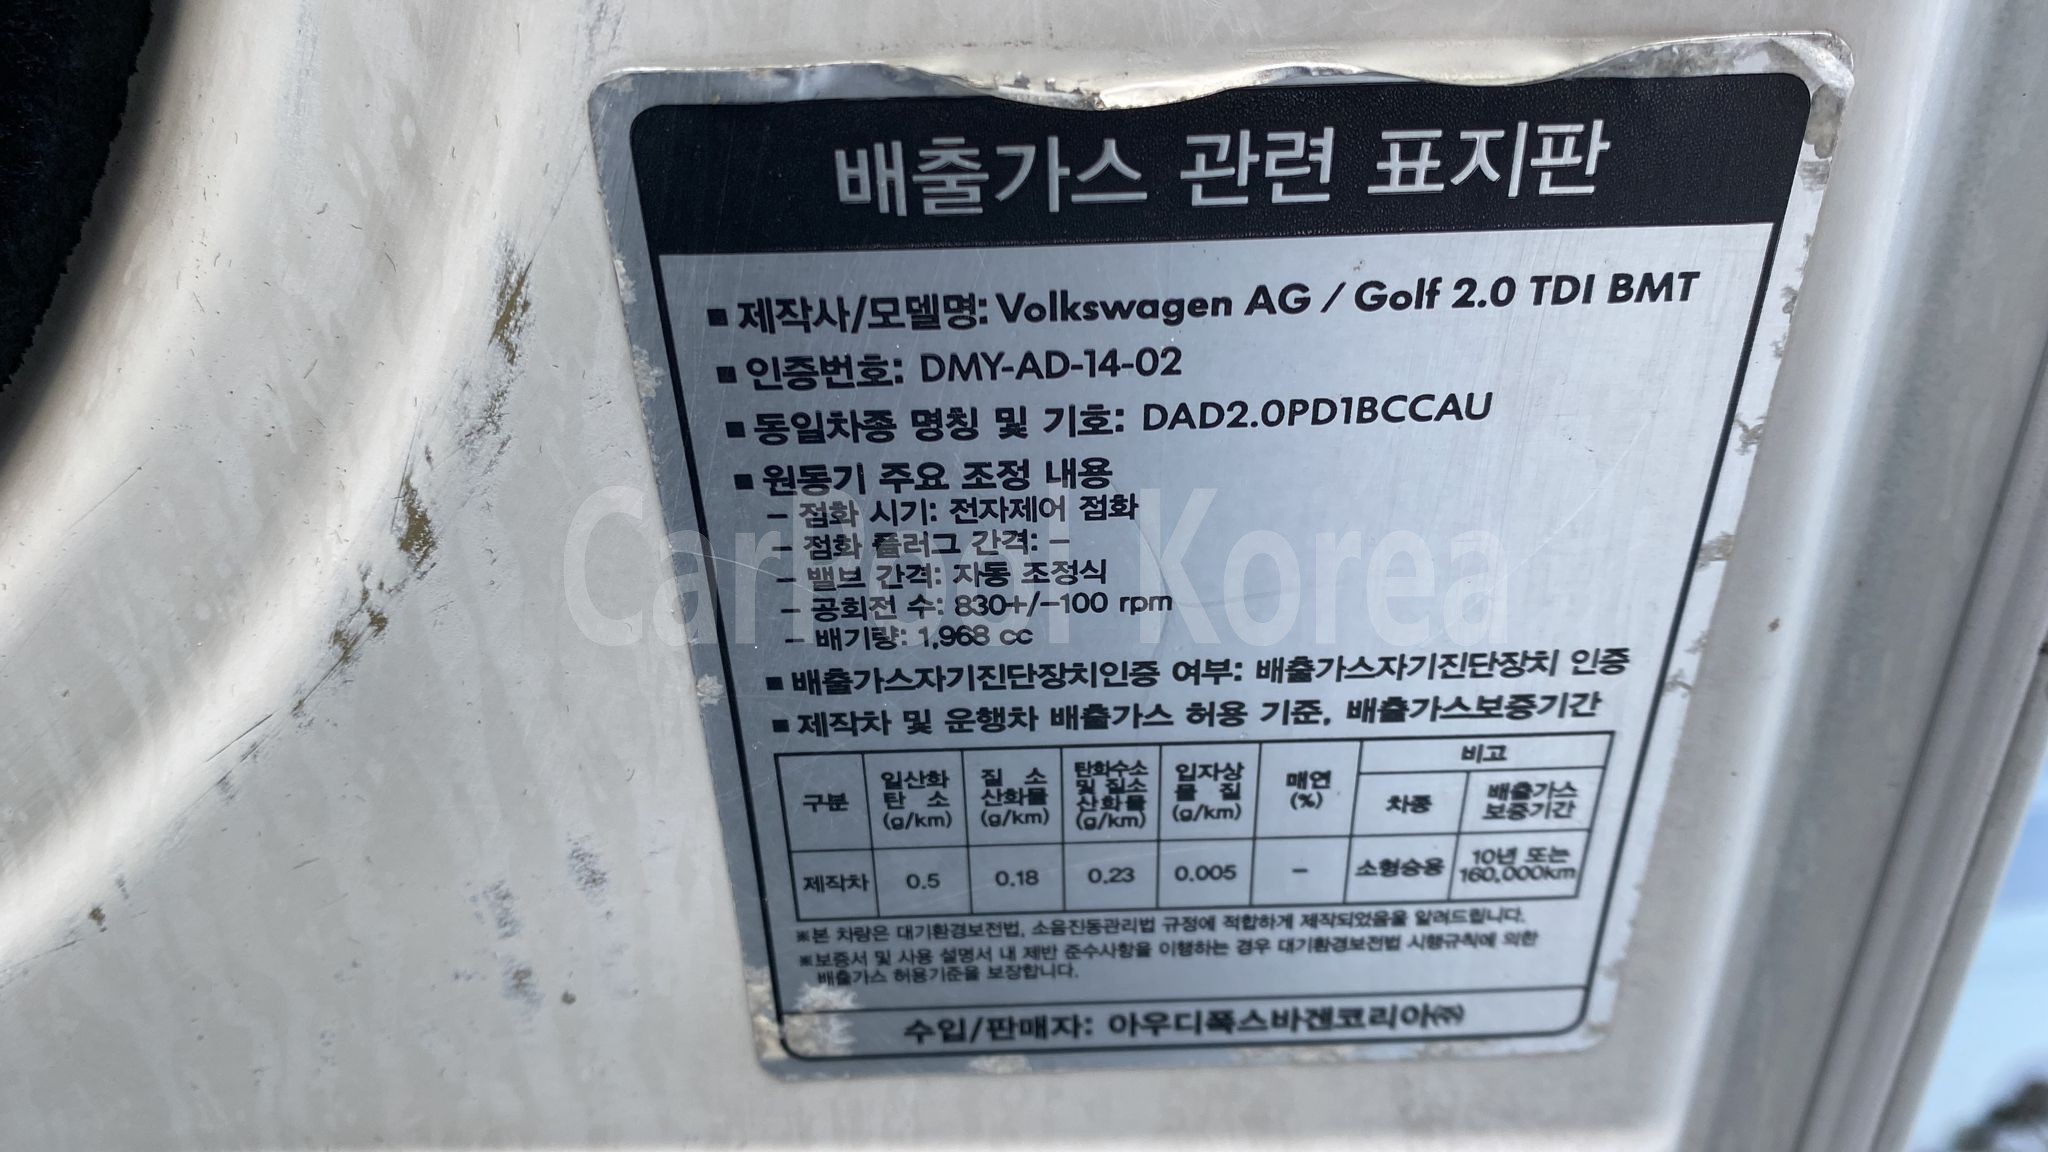 배출가스 관련 표지판
■ 제작사/모델명: Volkswagen AG / Golf 2.0 TDI BMT
■ 인증번호: DMY-AD-14-02
■ 동일차종 명칭 및 기호: DAD2.0PD1BCCAU
■ 원동기 주요 조정 내용
- 점화 시기: 전자제어 점화
- 점화 플러그 간격: -
- 밸브 간격: 자동 조정식
- 공회전 수: 830+/-100 rpm
- 배기량: 1,968 cc
CarPool Korea
■ 배출가스자기진단장치인증 여부: 배출가스자기진단장치 인증
■ 제작차 및 운행차 배출가스 허용 기준, 배출가스보증기간
구분 일산화탄소 (g/km) 질소산화물 (g/km) 탄화수소 및 질소산화물 (g/km) 입자상물질 (g/km) 매연 (%) 비고
차종 배출가스 보증기간
제작차 0.5 0.18 0.23 0.005 - 소형승용 10년 또는 160,000km
※본 차량은 대기환경보전법, 소음진동관리법 규정에 적합하게 제작되었음을 알려드립니다.
※보증서 및 사용 설명서 내 제반 준수사항을 이행하는 경우 대기환경보전법 시행규칙에 의한
배출가스 허용기준을 보장합니다.
수입/판매자: 아우디폭스바겐코리아㈜